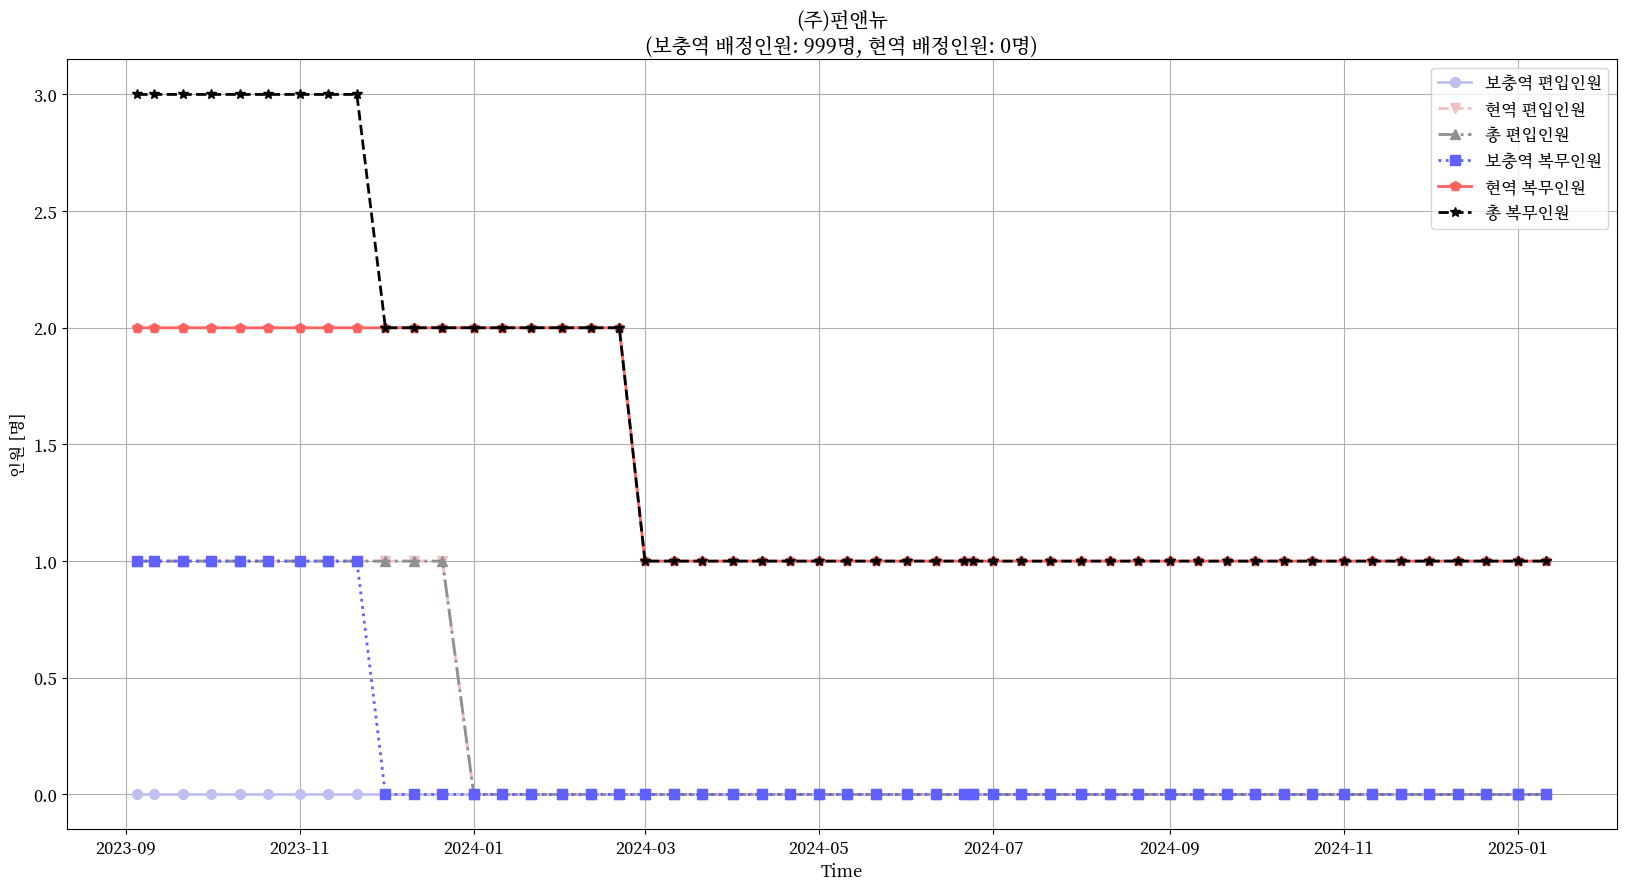 (주)펀앤뉴
(보충역 배정인원: 999명, 현역 배정인원: 0명)
보충역 편입인원
현역 편입인원
총 편입인원
보충역 복무인원
현역 복무인원
총 복무인원
인원 [명]
3.0
2.5
2.0
1.5
1.0
0.5
0.0
2023-09
2023-11
2024-01
2024-03
2024-05
2024-07
2024-09
2024-11
2025-01
Time